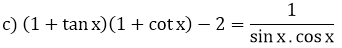 c) (1 + tan x)(1 + cot x) − 2 = 1 / (sin x . cos x)